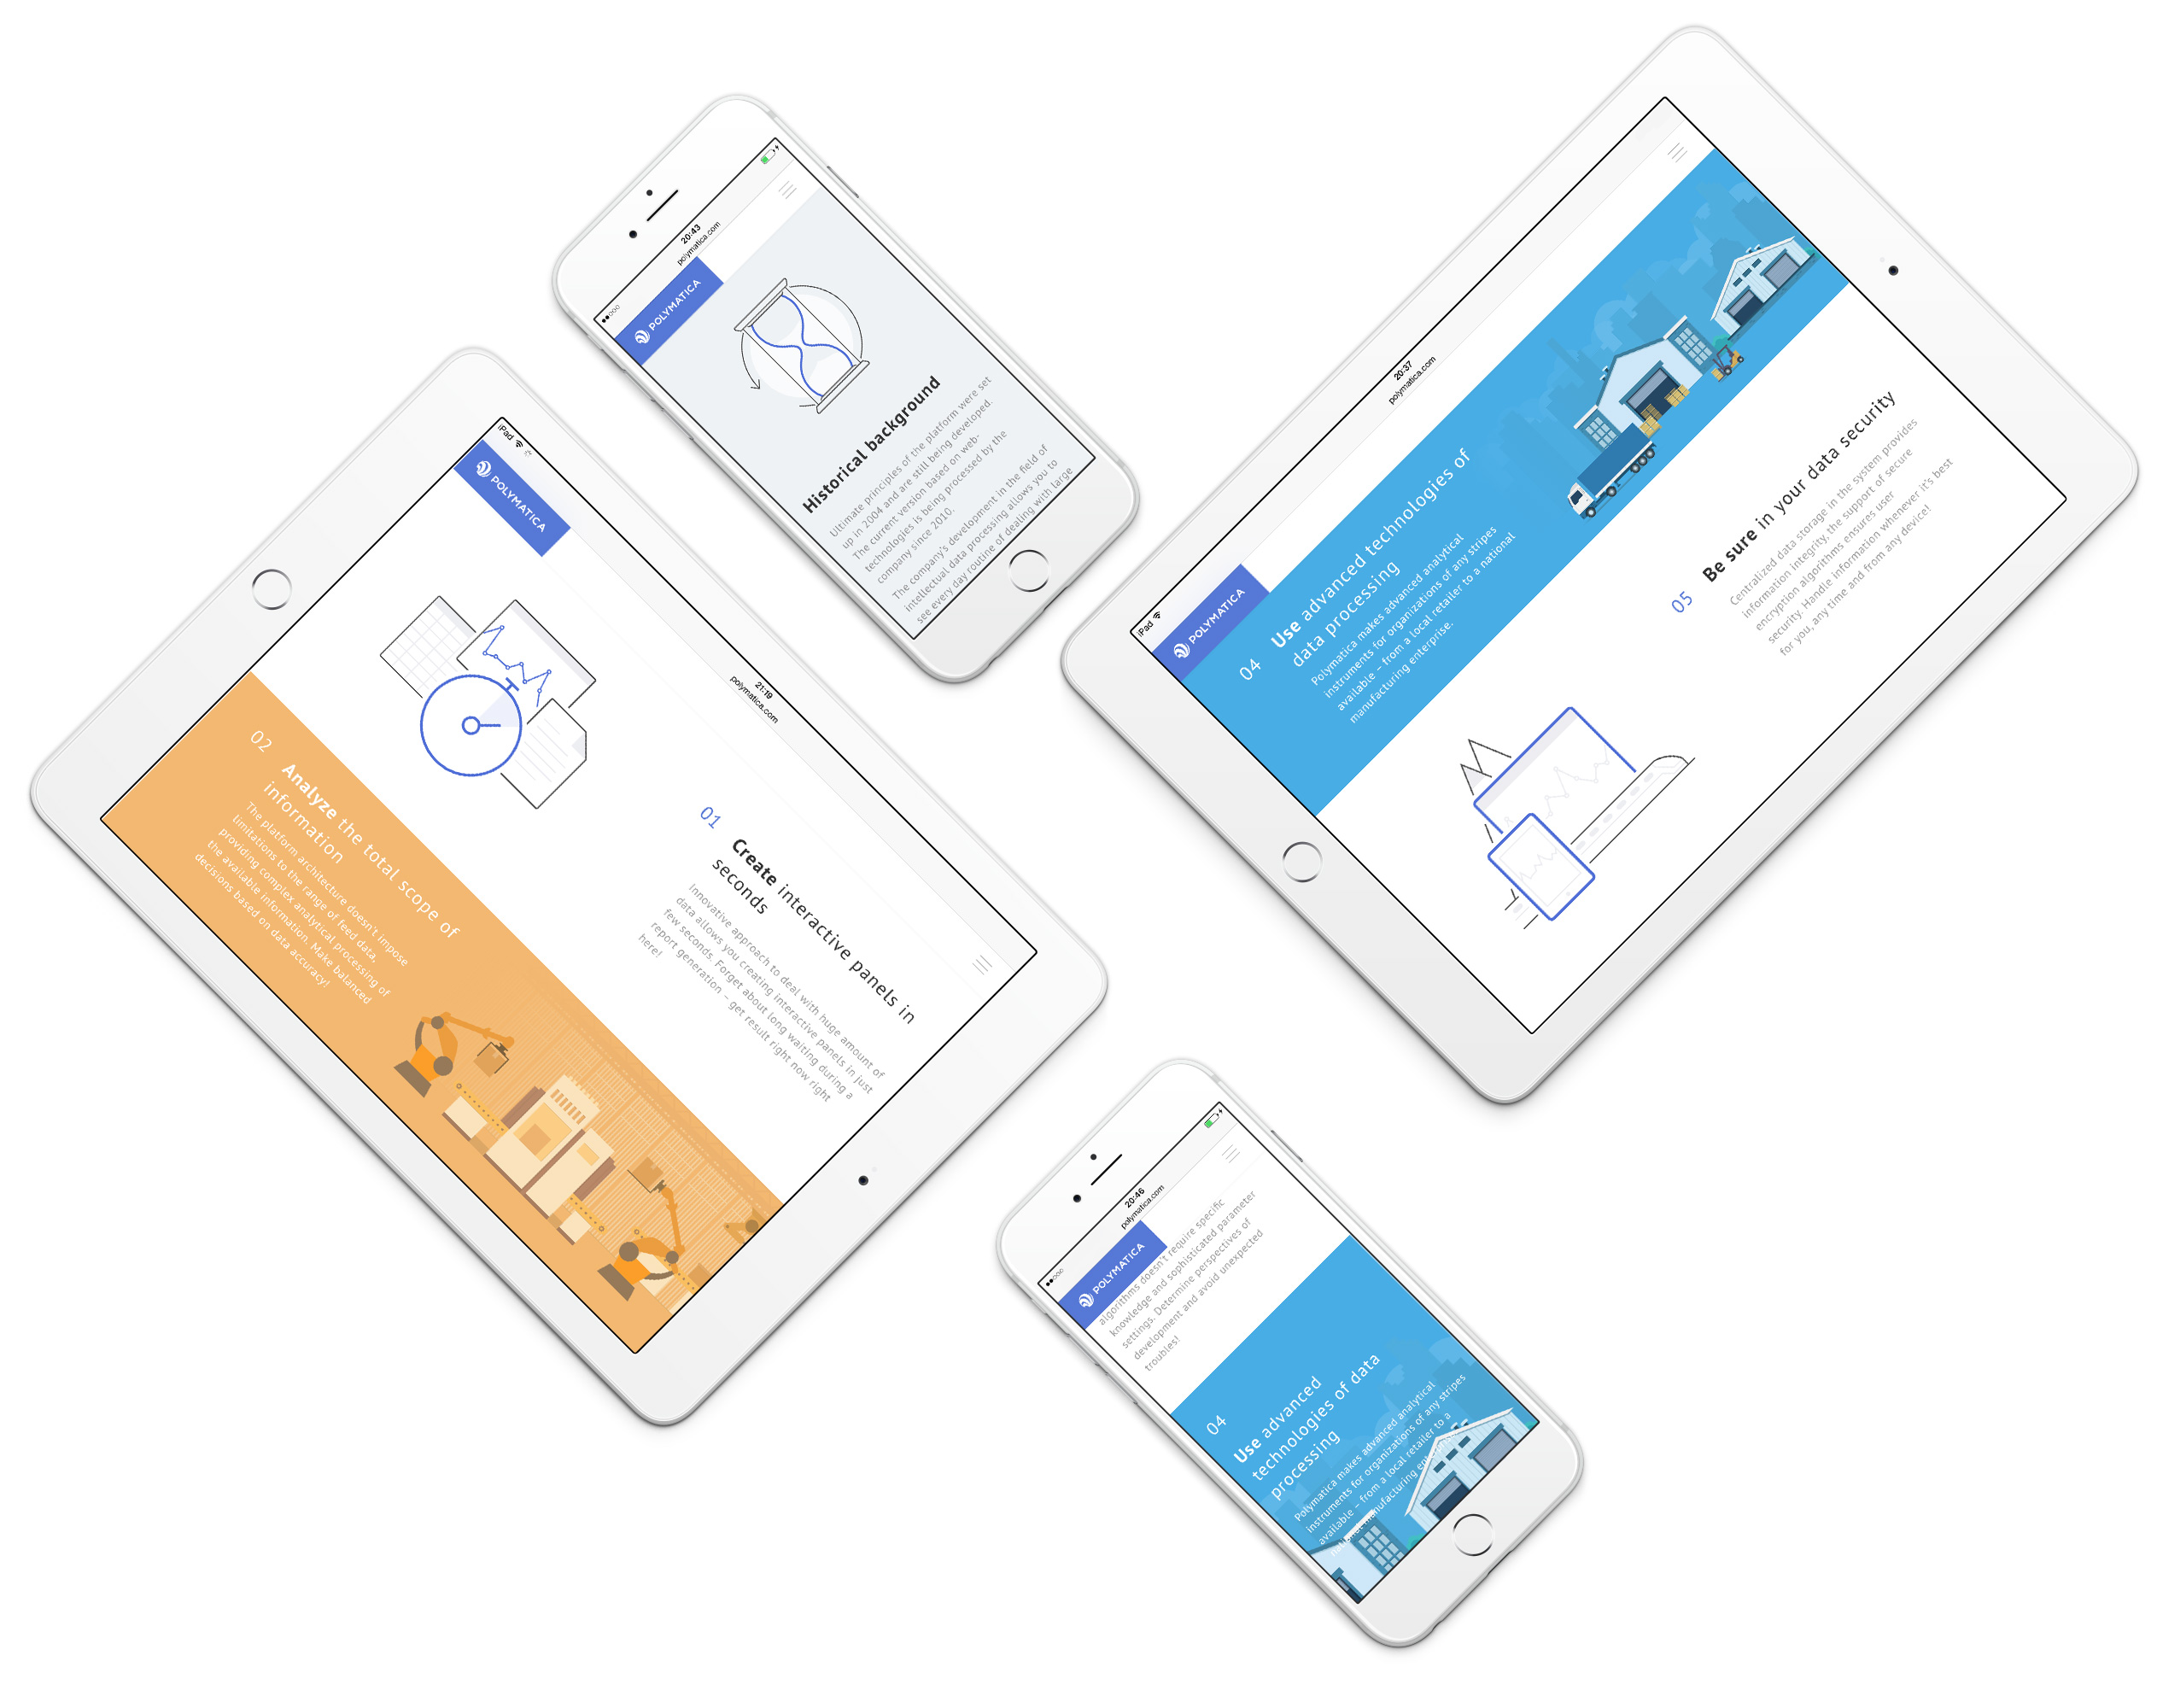 20:43
polymatica.com
POLYMATICA
Historical background
Ultimate principles of the platform were set
up in 2004 and are still being developed.
The current version based on web-
technologies is being processed by the
company since 2010.
The company's development in the field of
intellectual data processing allows you to
see every day routine of dealing with large
iPad
21:19
polymatica.com
POLYMATICA
01
Create interactive panels in
seconds
Innovative approach to deal with huge amount of
data allows you creating interactive panels in just
few seconds. Forget about long waiting during a
report generation – get result right now right
here!
02
Analyze the total scope of
information
The platform architecture doesn't impose
limitations to the range of feed data,
providing complex analytical processing of
the available information. Make balanced
decisions based on data accuracy!
iPad
20:37
polymatica.com
POLYMATICA
04
Use advanced technologies of
data processing
Polymatica makes advanced analytical
instruments for organizations of any stripes
available – from a local retailer to a national
manufacturing enterprise.
05
Be sure in your data security
Centralized data storage in the system provides
information integrity, the support of secure
encryption algorithms ensures user
security. Handle information whenever it's best
for you, any time and from any device!
20:46
polymatica.com
POLYMATICA
algorithms doesn't require specific
knowledge and sophisticated parameter
settings. Determine perspectives of
development and avoid unexpected
troubles!
04
Use advanced
technologies of data
processing
Polymatica makes advanced analytical
instruments for organizations of any stripes
available – from a local retailer to a